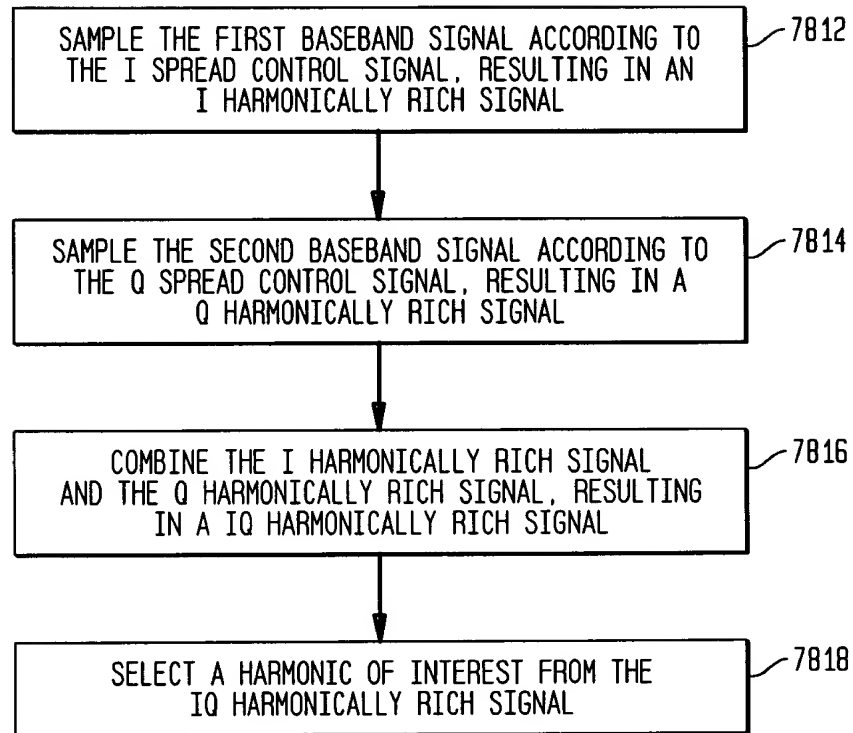 SAMPLE THE FIRST BASEBAND SIGNAL ACCORDING TO
THE I SPREAD CONTROL SIGNAL, RESULTING IN AN
I HARMONICALLY RICH SIGNAL
7812
SAMPLE THE SECOND BASEBAND SIGNAL ACCORDING TO
THE Q SPREAD CONTROL SIGNAL, RESULTING IN A
Q HARMONICALLY RICH SIGNAL
7814
COMBINE THE I HARMONICALLY RICH SIGNAL
AND THE Q HARMONICALLY RICH SIGNAL, RESULTING
IN A IQ HARMONICALLY RICH SIGNAL
7816
SELECT A HARMONIC OF INTEREST FROM THE
IQ HARMONICALLY RICH SIGNAL
7818